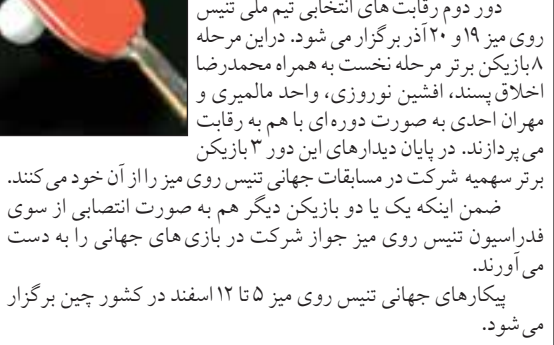 دور دوم رقابت های انتخابی تیم ملی تنیس
روی میز ۱۹و ۲۰ آذر برگزار می شود. دراین مرحله
۸بازیکن برتر مرحله نخست به همراه محمدرضا
اخلاق پسند، افشین نوروزی، واحد مالمیری و
مهران احدی به صورت دوره ای با هم به رقابت
می پردازند. در پایان دیدارهای این دور ۳ بازیکن
برتر سهمیه شرکت در مسابقات جهانی تنیس روی میز رااز آن خود می کنند.
ضمن اینکه یک یا دو بازیکن دیگر هم به صورت انتصابی از سوی
فدراسیون تنیس روی میز جواز شرکت در بازی های جهانی را به دست
می آورند.
پیکارهای جهانی تنیس روی میز ۵ تا ۱۲ اسفند در کشور چین برگزار
می شود.